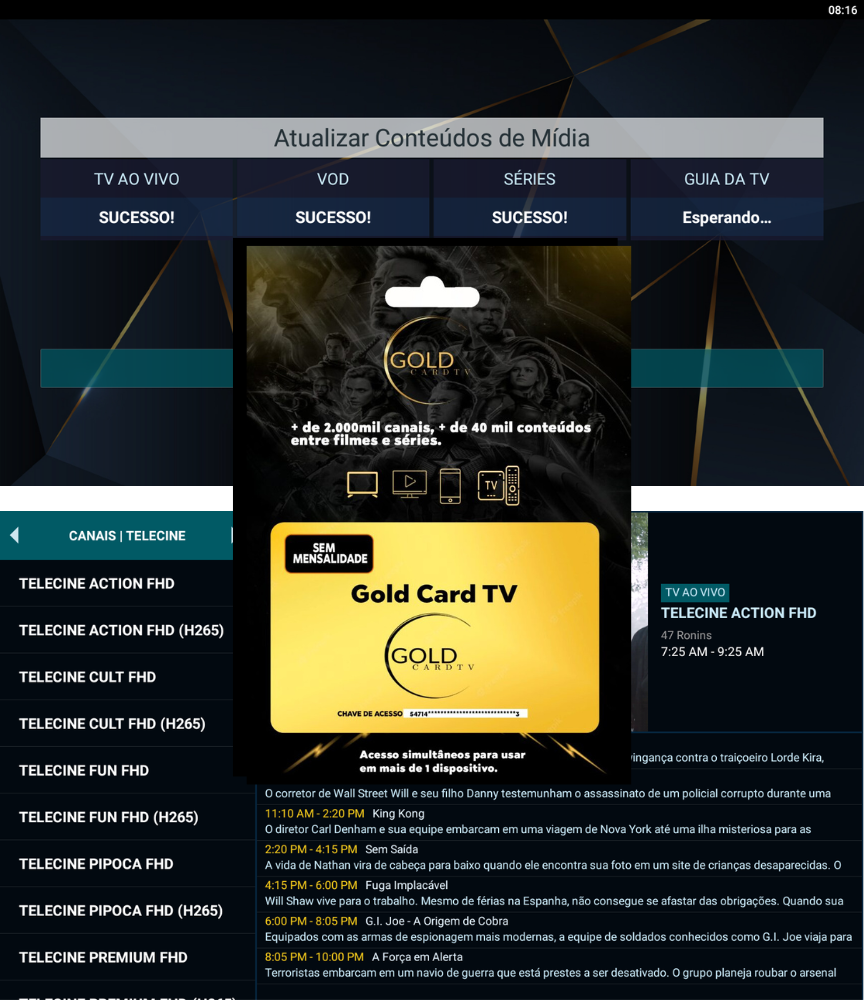 08:16
Atualizar Conteúdos de Mídia
TV AO VIVO
VOD
SÉRIES
GUIA DA TV
SUCESSO!
SUCESSO!
SUCESSO!
Esperando...
GOLD
CARDTV
+ de 2.000mil canais, + de 40 mil conteúdos
entre filmes e séries.
TV
SEM
MENSALIDADE
Gold Card TV
GOLD
CARDTV
CHAVE DE ACESSO 54714****************************3
Acesso simultâneos para usar
em mais de 1 dispositivo.
CANAIS | TELECINE
TELECINE ACTION FHD
TELECINE ACTION FHD (H265)
TELECINE CULT FHD
TELECINE CULT FHD (H265)
TELECINE FUN FHD
TELECINE FUN FHD (H265)
TELECINE PIPOCA FHD
TELECINE PIPOCA FHD (H265)
TELECINE PREMIUM FHD
TELECINE PREMIUM FHD (H265)
TV AO VIVO
TELECINE ACTION FHD
47 Ronins
7:25 AM - 9:25 AM
vingança contra o traiçoeiro Lorde Kira,
O corretor de Wall Street Will e seu filho Danny testemunham o assassinato de um policial corrupto durante uma
11:10 AM - 2:20 PM King Kong
O diretor Carl Denham e sua equipe embarcam em uma viagem de Nova York até uma ilha misteriosa para as
2:20 PM - 4:15 PM Sem Saída
A vida de Nathan vira de cabeça para baixo quando ele encontra sua foto em um site de crianças desaparecidas. O
4:15 PM - 6:00 PM Fuga Implacável
Will Shaw vive para o trabalho. Mesmo de férias na Espanha, não consegue se afastar das obrigações. Quando sua
6:00 PM - 8:05 PM G.I. Joe - A Origem de Cobra
Equipados com as armas de espionagem mais modernas, a equipe de soldados conhecidos como G.I. Joe viaja para
8:05 PM - 10:00 PM A Força em Alerta
Terroristas embarcam em um navio de guerra que está prestes a ser desativado. O grupo planeja roubar o arsenal